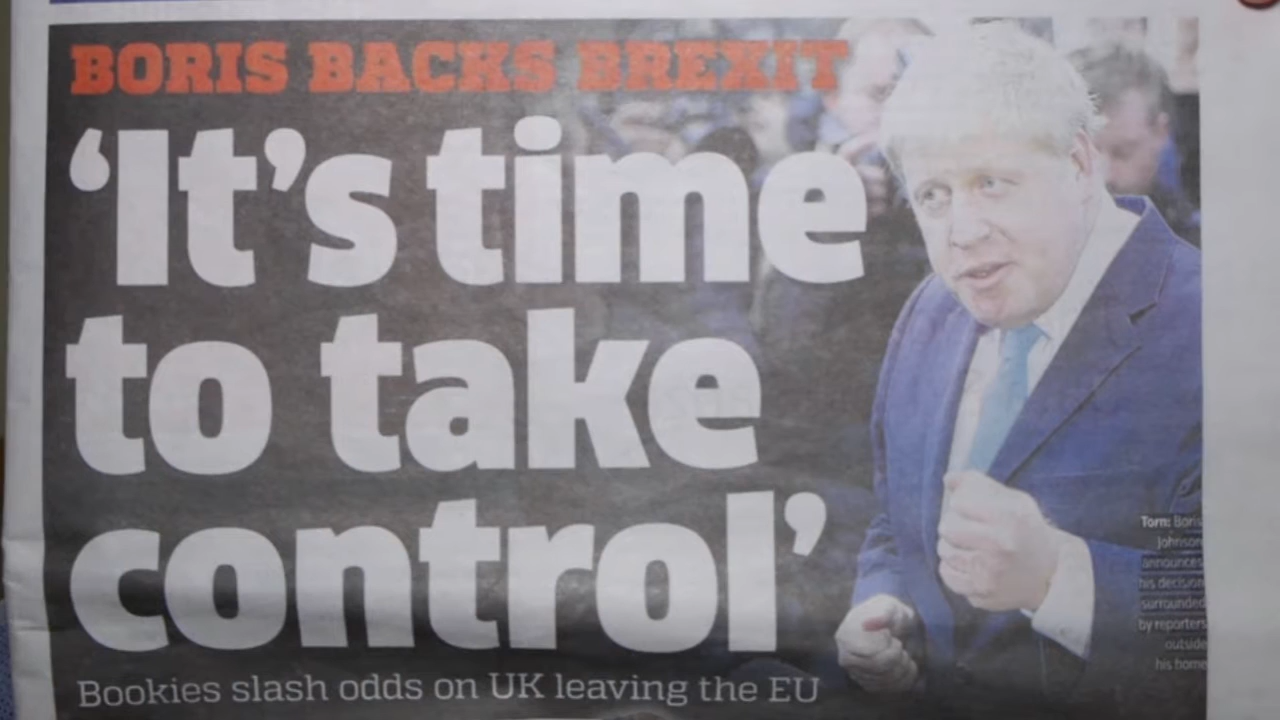 BORIS BACKS BREXIT
‘It’s time
to take
control’
Bookies slash odds on UK leaving the EU
Torn: Boris
Johnson
announces
his decision
surrounded
by reporters
outside
his home